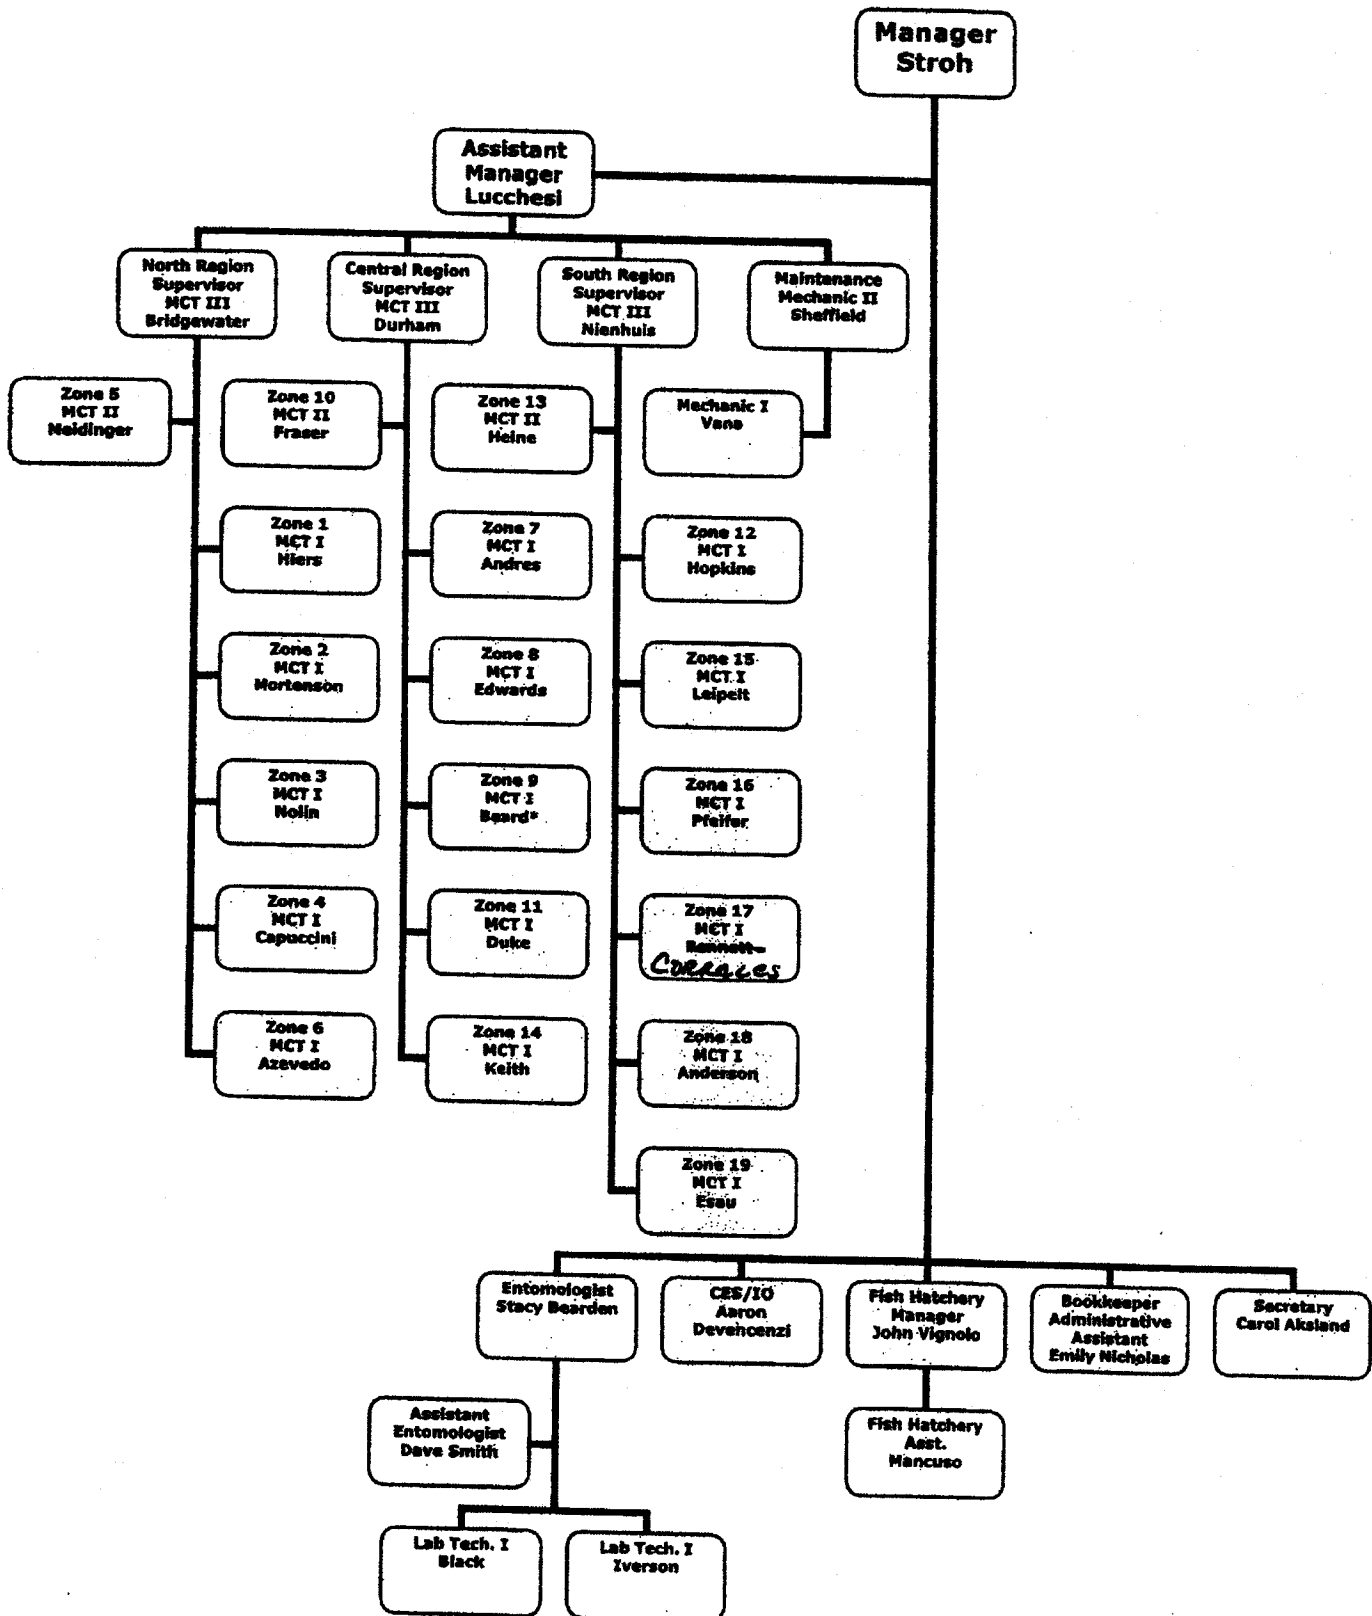 Manager
Stroh
Assistant
Manager
Lucchesi
North Region
Supervisor
MCT III
Bridgewater
Central Region
Supervisor
MCT III
Durham
South Region
Supervisor
MCT III
Nienhuis
Maintenance
Mechanic II
Sheffield
Zone 5
MCT II
Neidinger
Zone 10
MCT II
Fraser
Zone 13
MCT II
Heine
Mechanic I
Vana
Zone 1
MCT I
Hiers
Zone 7
MCT I
Andres
Zone 12
MCT I
Hopkins
Zone 2
MCT I
Mortenson
Zone 8
MCT I
Edwards
Zone 15
MCT I
Leipelt
Zone 3
MCT I
Nolin
Zone 9
MCT I
Beard*
Zone 16
MCT I
Pfeifer
Zone 4
MCT I
Capuccini
Zone 11
MCT I
Duke
Zone 17
MCT I
Bennett
CORRALES
Zone 6
MCT I
Azevedo
Zone 14
MCT I
Keith
Zone 18
MCT I
Anderson
Zone 19
MCT I
Esau
Entomologist
Stacy Bearden
CES/IO
Aaron
Devencenzi
Fish Hatchery
Manager
John Vignolo
Bookkeeper
Administrative
Assistant
Emily Nicholas
Secretary
Carol Aksland
Assistant
Entomologist
Dave Smith
Fish Hatchery
Asst.
Mancuso
Lab Tech. I
Black
Lab Tech. I
Iverson